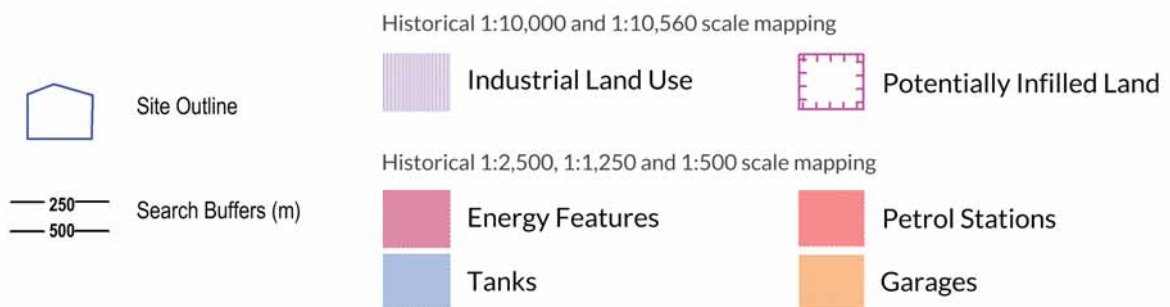 Historical 1:10,000 and 1:10,560 scale mapping
Industrial Land Use
Potentially Infilled Land
Site Outline
Historical 1:2,500, 1:1,250 and 1:500 scale mapping
250
500
Search Buffers (m)
Energy Features
Petrol Stations
Tanks
Garages